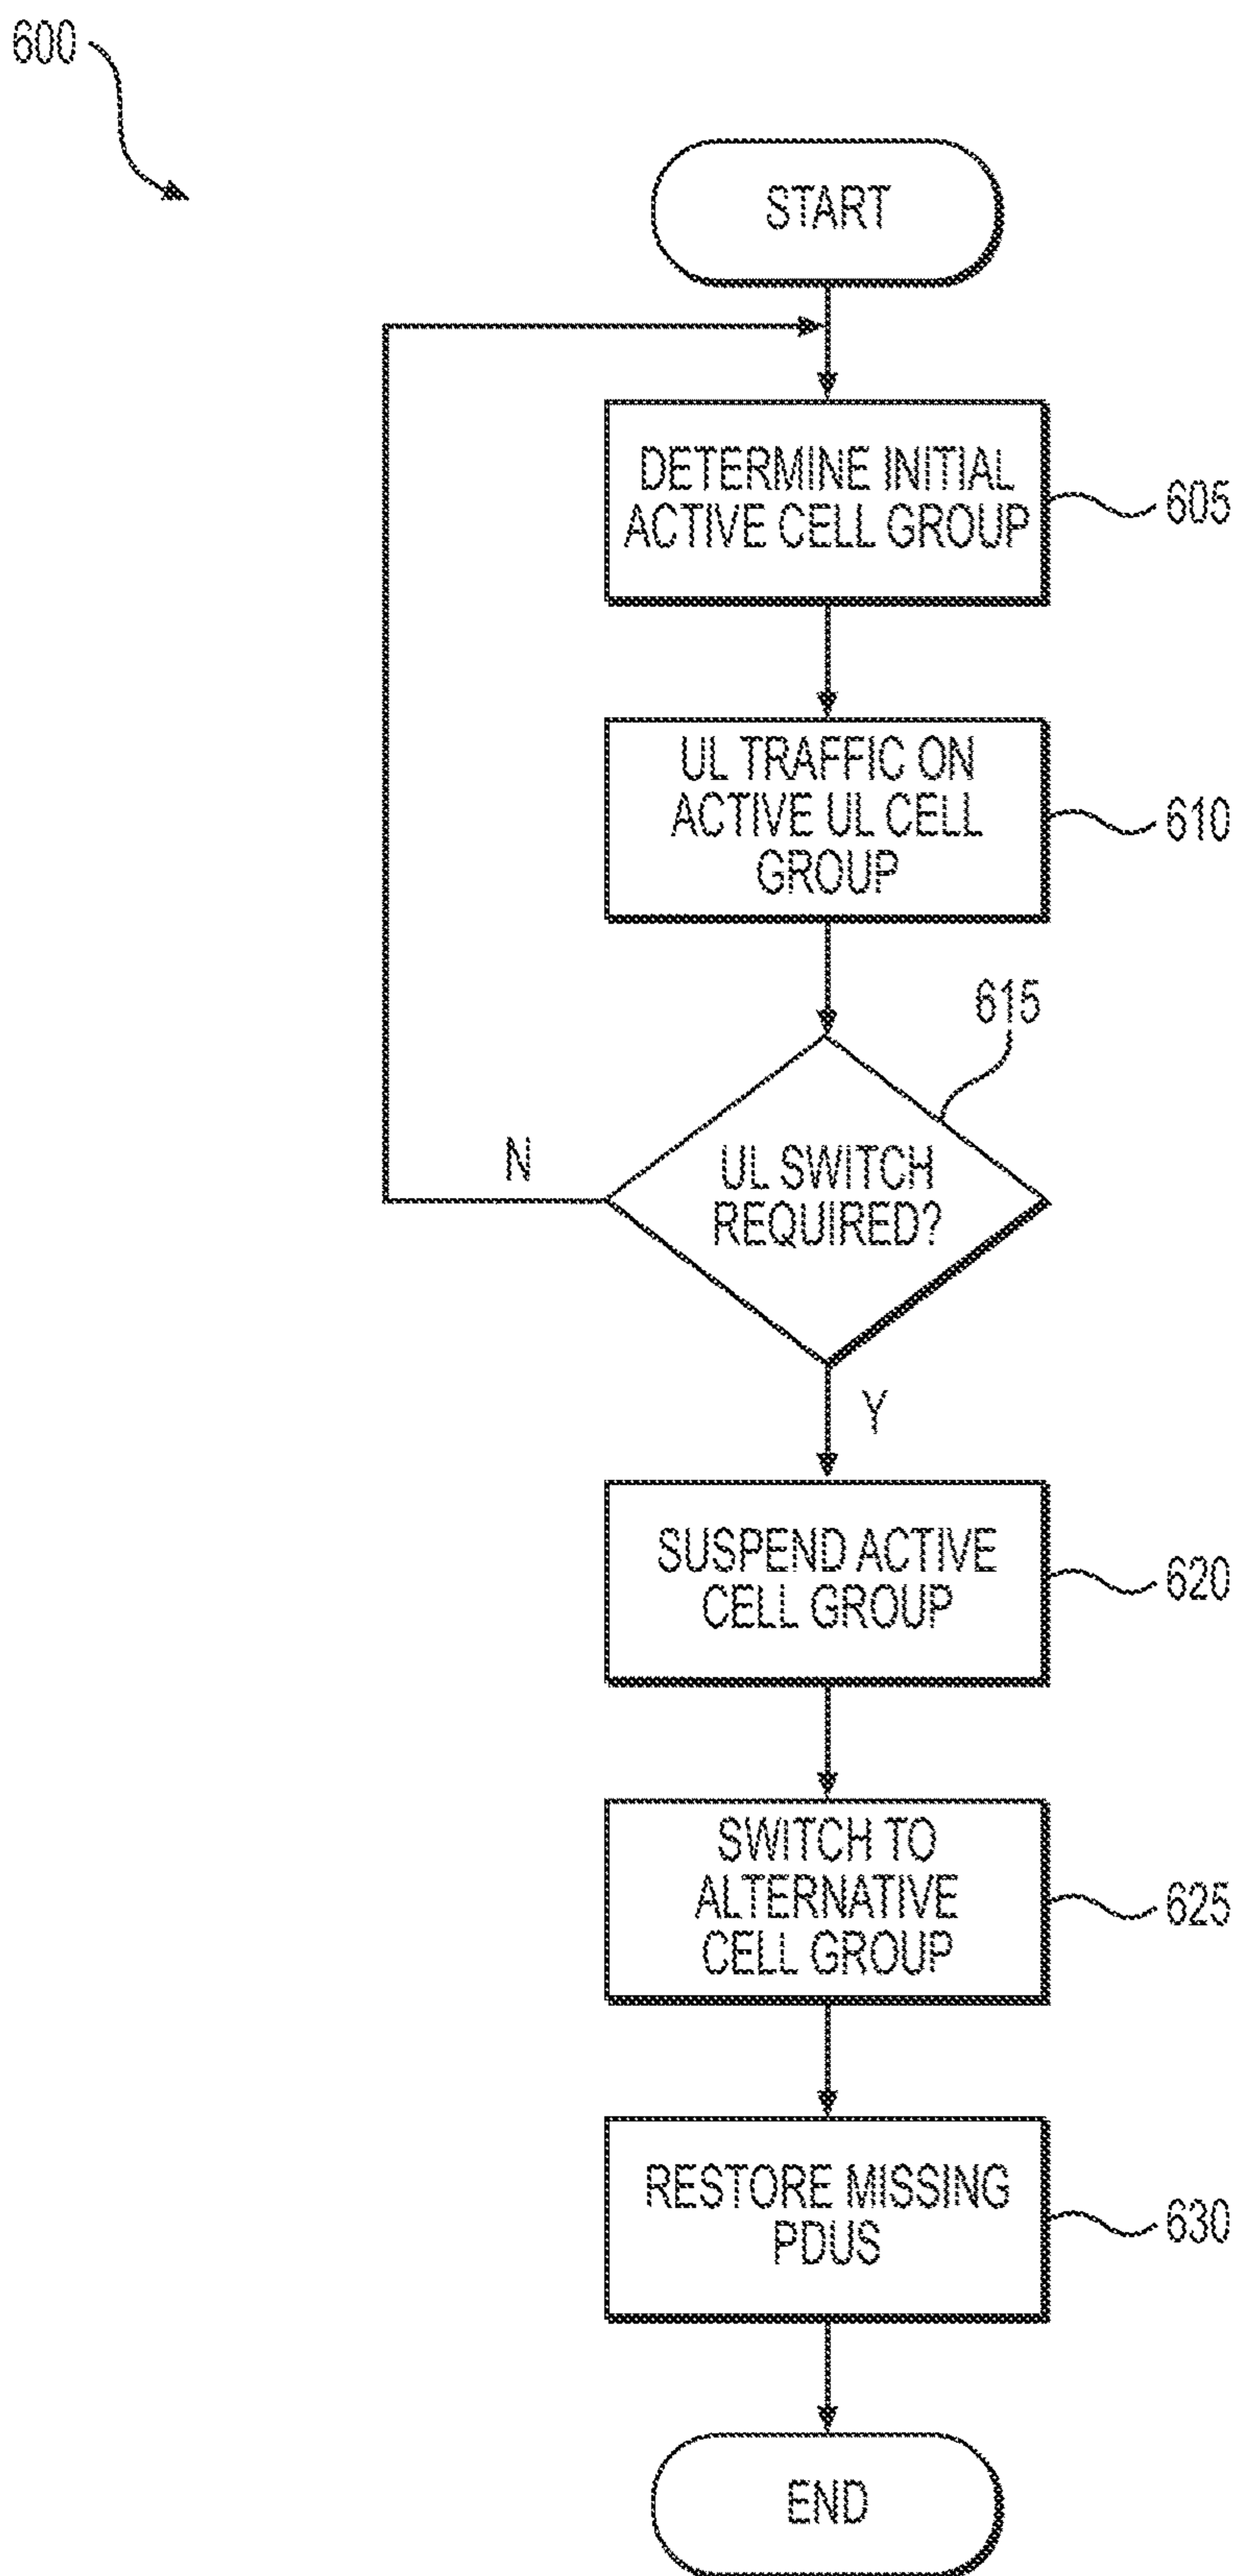 600
START
DETERMINE INITIAL
ACTIVE CELL GROUP
605
UL TRAFFIC ON
ACTIVE UL CELL
GROUP
610
615
UL SWITCH
REQUIRED?
N
Y
SUSPEND ACTIVE
CELL GROUP
620
SWITCH TO
ALTERNATIVE
CELL GROUP
625
RESTORE MISSING
PDUS
630
END